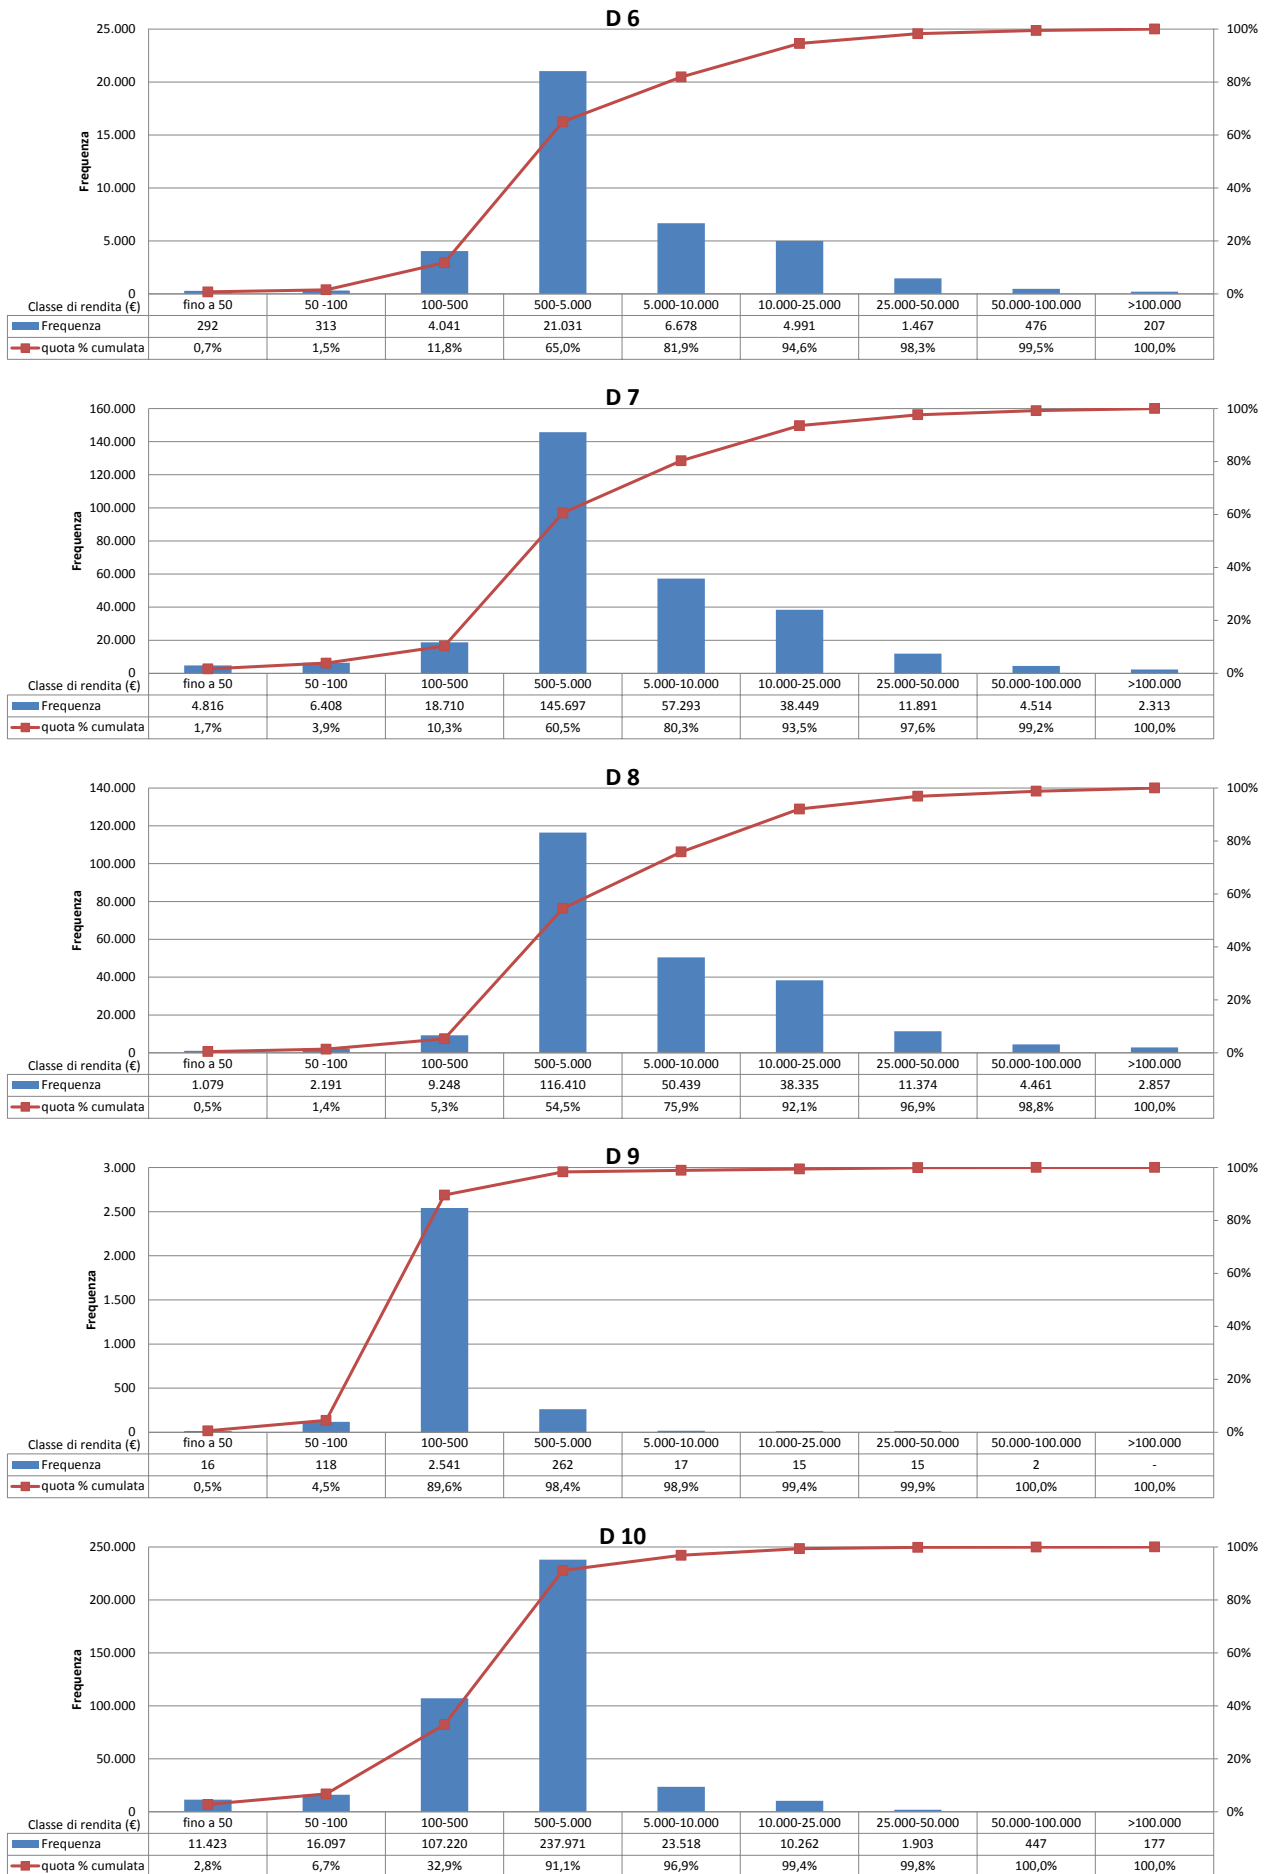 D 6
25.000
20.000
15.000
10.000
5.000
0
Frequenza
100%
80%
60%
40%
20%
0%
Classe di rendita (€) fino a 50 50 -100 100-500 500-5.000 5.000-10.000 10.000-25.000 25.000-50.000 50.000-100.000 >100.000
Frequenza 292 313 4.041 21.031 6.678 4.991 1.467 476 207
quota % cumulata 0,7% 1,5% 11,8% 65,0% 81,9% 94,6% 98,3% 99,5% 100,0%
D 7
160.000
140.000
120.000
100.000
80.000
60.000
40.000
20.000
0
Frequenza
100%
80%
60%
40%
20%
0%
Classe di rendita (€) fino a 50 50 -100 100-500 500-5.000 5.000-10.000 10.000-25.000 25.000-50.000 50.000-100.000 >100.000
Frequenza 4.816 6.408 18.710 145.697 57.293 38.449 11.891 4.514 2.313
quota % cumulata 1,7% 3,9% 10,3% 60,5% 80,3% 93,5% 97,6% 99,2% 100,0%
D 8
140.000
120.000
100.000
80.000
60.000
40.000
20.000
0
Frequenza
100%
80%
60%
40%
20%
0%
Classe di rendita (€) fino a 50 50 -100 100-500 500-5.000 5.000-10.000 10.000-25.000 25.000-50.000 50.000-100.000 >100.000
Frequenza 1.079 2.191 9.248 116.410 50.439 38.335 11.374 4.461 2.857
quota % cumulata 0,5% 1,4% 5,3% 54,5% 75,9% 92,1% 96,9% 98,8% 100,0%
D 9
3.000
2.500
2.000
1.500
1.000
500
0
Frequenza
100%
80%
60%
40%
20%
0%
Classe di rendita (€) fino a 50 50 -100 100-500 500-5.000 5.000-10.000 10.000-25.000 25.000-50.000 50.000-100.000 >100.000
Frequenza 16 118 2.541 262 17 15 15 2 -
quota % cumulata 0,5% 4,5% 89,6% 98,4% 98,9% 99,4% 99,9% 100,0% 100,0%
D 10
250.000
200.000
150.000
100.000
50.000
0
Frequenza
100%
80%
60%
40%
20%
0%
Classe di rendita (€) fino a 50 50 -100 100-500 500-5.000 5.000-10.000 10.000-25.000 25.000-50.000 50.000-100.000 >100.000
Frequenza 11.423 16.097 107.220 237.971 23.518 10.262 1.903 447 177
quota % cumulata 2,8% 6,7% 32,9% 91,1% 96,9% 99,4% 99,8% 100,0% 100,0%